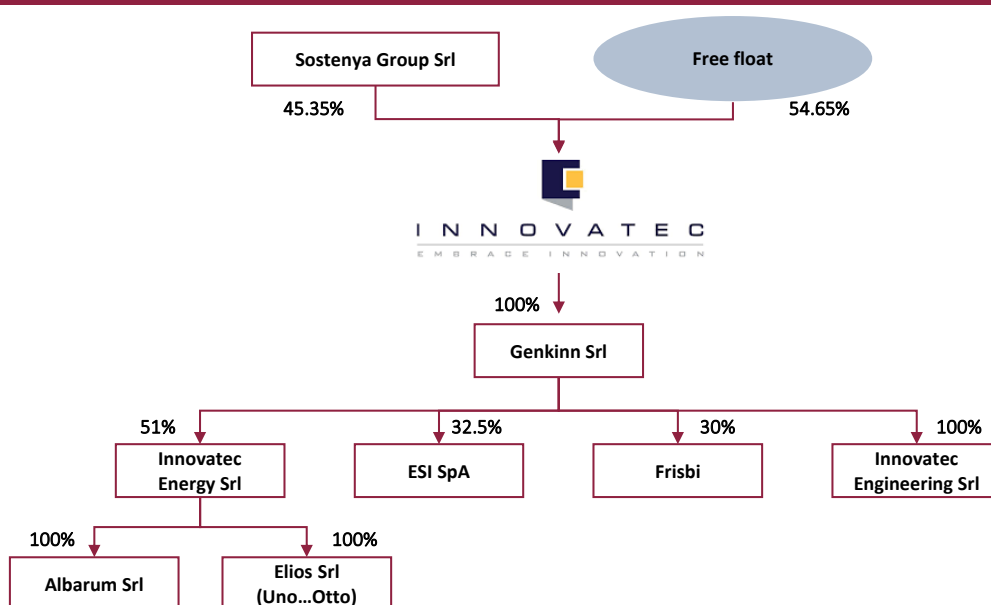 Sostenya Group Srl
Free float
45.35%
54.65%
INNOVATEC
EMBRACE INNOVATION
100%
Genkinn Srl
51%
32.5%
30%
100%
Innovatec
Energy Srl
ESI SpA
Frisbi
Innovatec
Engineering Srl
100%
100%
Albarum Srl
Elios Srl
(Uno...Otto)